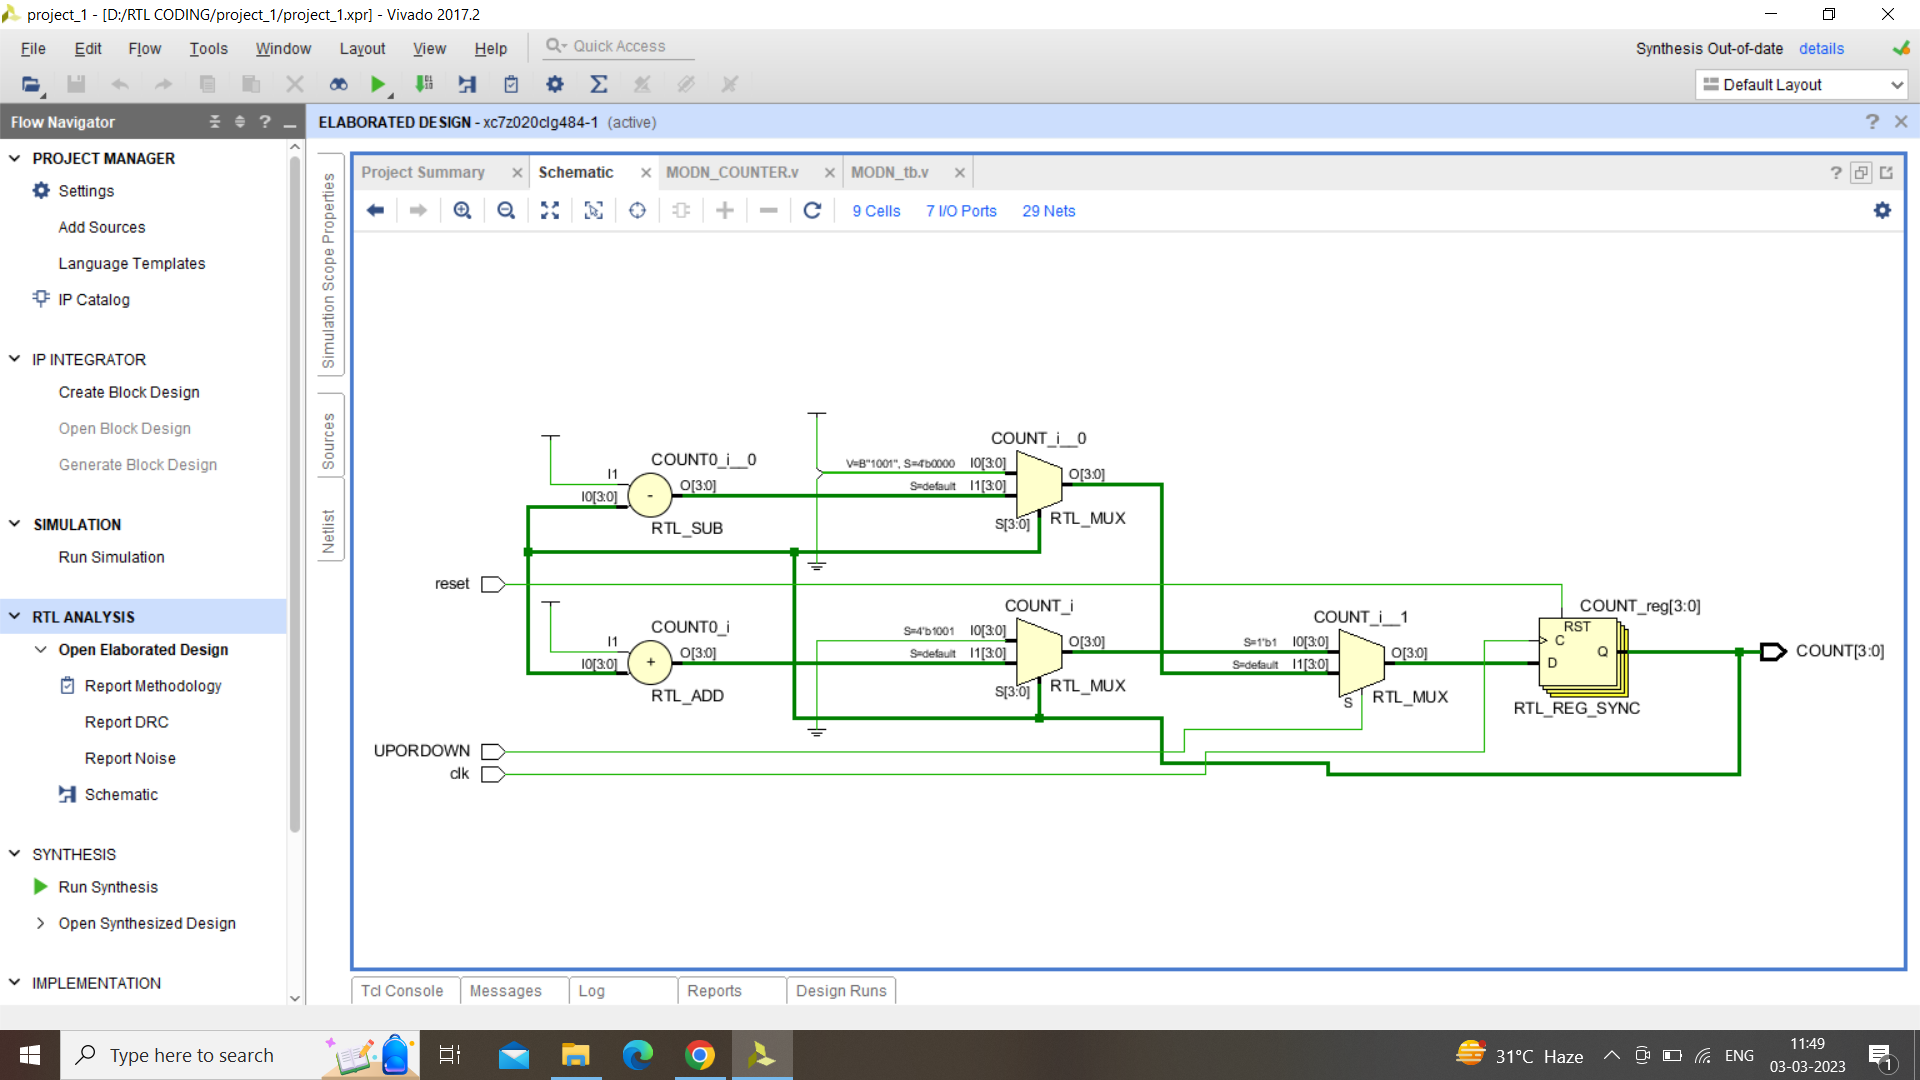 project_1 - [D:/RTL CODING/project_1/project_1.xpr] - Vivado 2017.2
File Edit Flow Tools Window Layout View Help Quick Access
Synthesis Out-of-date details
Default Layout
Flow Navigator
ELABORATED DESIGN - xc7z020clg484-1 (active)
PROJECT MANAGER
Settings
Add Sources
Language Templates
IP Catalog
IP INTEGRATOR
Create Block Design
Open Block Design
Generate Block Design
SIMULATION
Run Simulation
RTL ANALYSIS
Open Elaborated Design
Report Methodology
Report DRC
Report Noise
Schematic
SYNTHESIS
Run Synthesis
Open Synthesized Design
IMPLEMENTATION
Simulation Scope Properties
Sources
Netlist
Project Summary Schematic MODN_COUNTER.v MODN_tb.v
9 Cells 7 I/O Ports 29 Nets
COUNT_i__0
COUNT0_i__0
V=B"1001", S=4'b0000 I0[3:0]
O[3:0]
I1
I0[3:0]
O[3:0]
S=default I1[3:0]
S[3:0]
RTL_MUX
RTL_SUB
reset
COUNT_i
COUNT_reg[3:0]
COUNT0_i
COUNT_i__1
S=4'b1001 I0[3:0]
O[3:0]
I1
I0[3:0]
O[3:0]
S=default I1[3:0]
S[3:0]
RTL_MUX
RTL_ADD
S=1'b1 I0[3:0]
S=default I1[3:0]
O[3:0]
S
RTL_MUX
RST
C
D
Q
RTL_REG_SYNC
COUNT[3:0]
UPORDOWN
clk
Tcl Console Messages Log Reports Design Runs
Type here to search
31°C Haze
ENG
11:49
03-03-2023
1